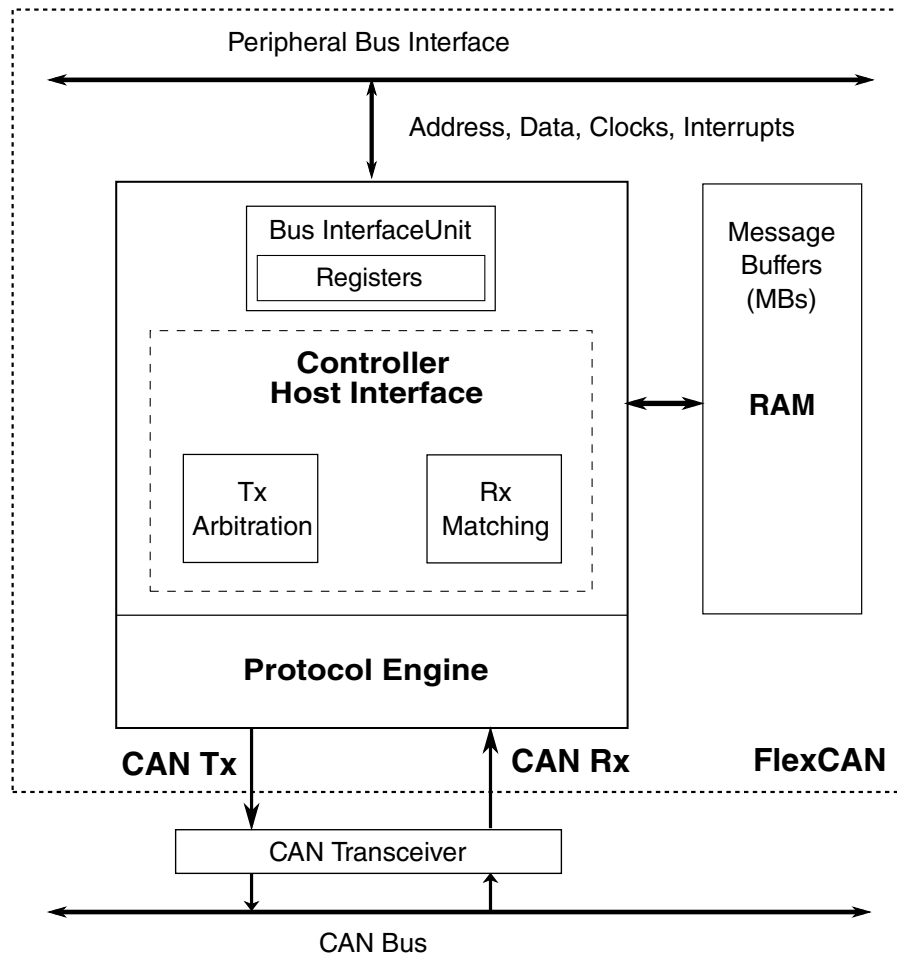 Peripheral Bus Interface
Address, Data, Clocks, Interrupts
Bus InterfaceUnit
Registers
Message
Buffers
(MBs)
RAM
Controller
Host Interface
Tx
Arbitration
Rx
Matching
Protocol Engine
CAN Tx
CAN Rx
FlexCAN
CAN Transceiver
CAN Bus